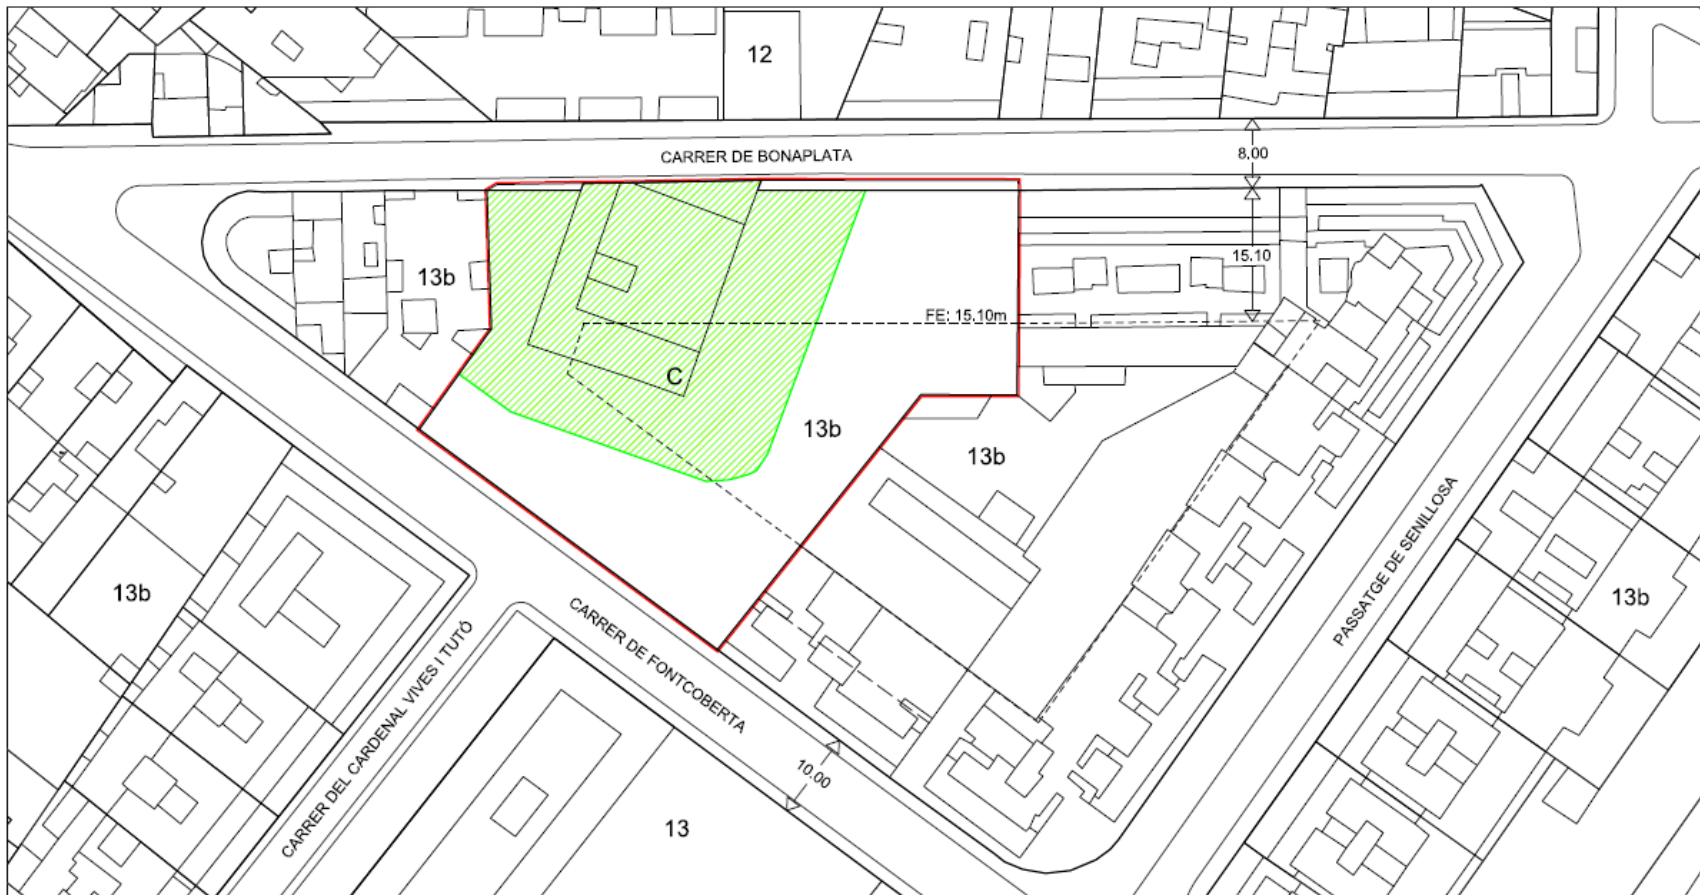 12
CARRER DE BONAPLATA
8,00
13b
15.10
FE: 15.10m
C
13b
13b
13b
13b
CARRER DE FONTCOBERTA
CARRER DEL CARDENAL VIVES I TUTÓ
PASSATGE DE SENILLOSA
10.00
13